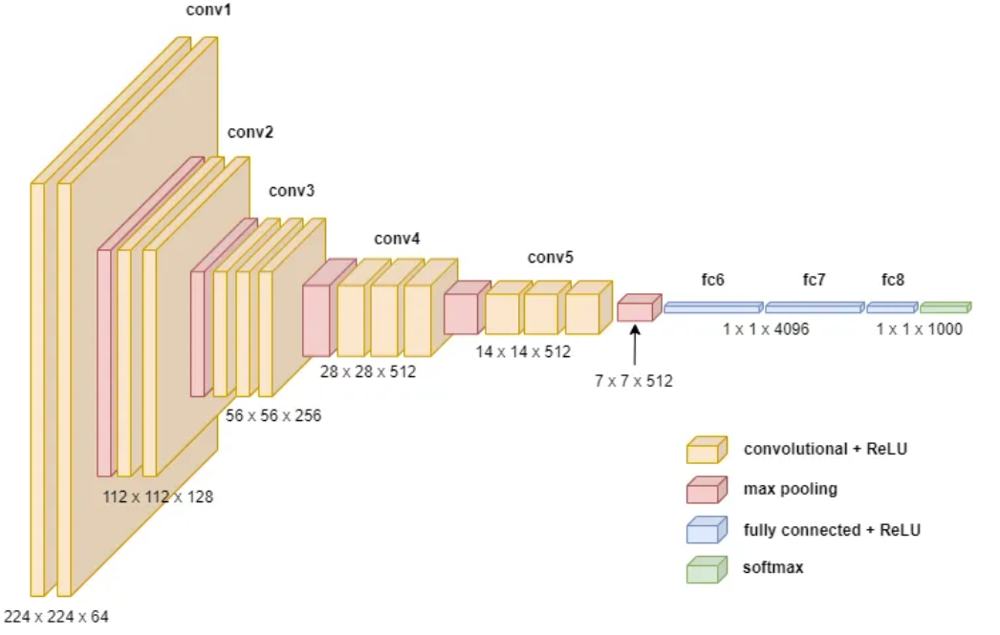 conv1
conv2
conv3
conv4
conv5
fc6
fc7
fc8
1 x 1 x 4096
1 x 1 x 1000
14 x 14 x 512
28 x 28 x 512
7 x 7 x 512
56 x 56 x 256
112 x 112 x 128
224 x 224 x 64
convolutional + ReLU
max pooling
fully connected + ReLU
softmax